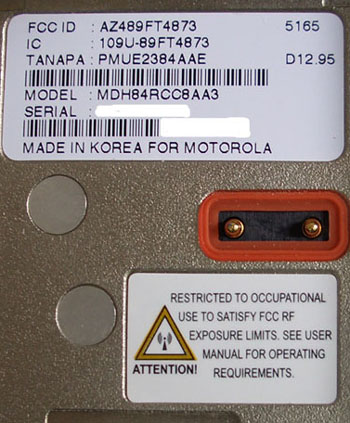 FCC ID : AZ489FT4873 5165
IC : 109U-89FT4873
TANAPA : PMUE2384AAE D12.95
MODEL : MDH84RCC8AA3
SERIAL :
MADE IN KOREA FOR MOTOROLA
RESTRICTED TO OCCUPATIONAL
USE TO SATISFY FCC RF
EXPOSURE LIMITS. SEE USER
MANUAL FOR OPERATING
REQUIREMENTS.
ATTENTION!